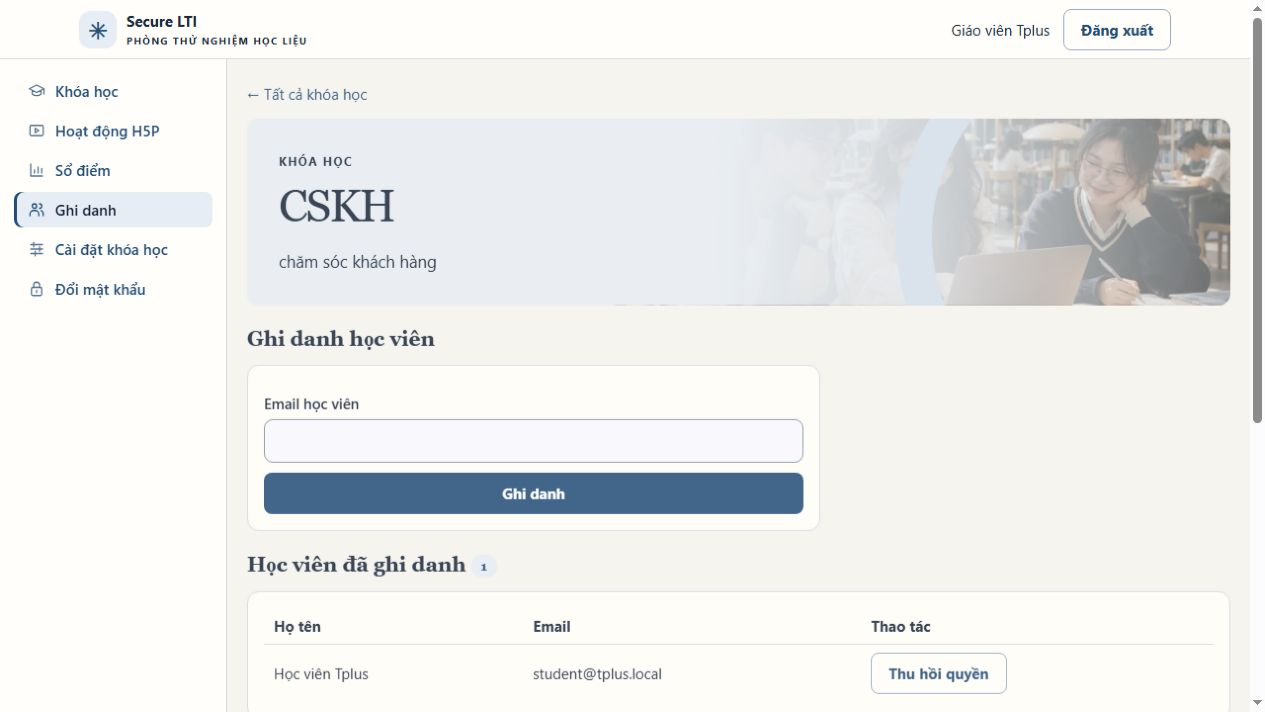 Secure LTI
PHÒNG THỬ NGHIỆM HỌC LIỆU
Giáo viên Tplus
Đăng xuất
Khóa học
Hoạt động H5P
Sổ điểm
Ghi danh
Cài đặt khóa học
Đổi mật khẩu
← Tất cả khóa học
KHÓA HỌC
CSKH
chăm sóc khách hàng
Ghi danh học viên
Email học viên
Ghi danh
Học viên đã ghi danh 1
Họ tên Email Thao tác
Học viên Tplus student@tplus.local Thu hồi quyền